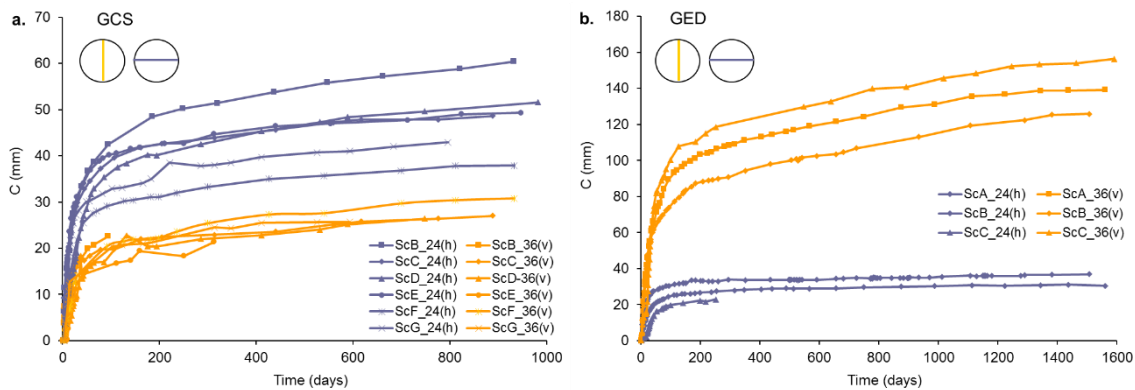 a.
GCS
C (mm)
70
60
50
40
30
20
10
0
0
200
400
600
800
1000
Time (days)
ScB_24(h)
ScB_36(v)
ScC_24(h)
ScC_36(v)
ScD_24(h)
ScD-36(v)
ScE_24(h)
ScE_36(v)
ScF_24(h)
ScF_36(v)
ScG_24(h)
ScG_36(v)
b.
GED
C (mm)
180
160
140
120
100
80
60
40
20
0
0
200
400
600
800
1000
1200
1400
1600
Time (days)
ScA_24(h)
ScA_36(v)
ScB_24(h)
ScB_36(v)
ScC_24(h)
ScC_36(v)